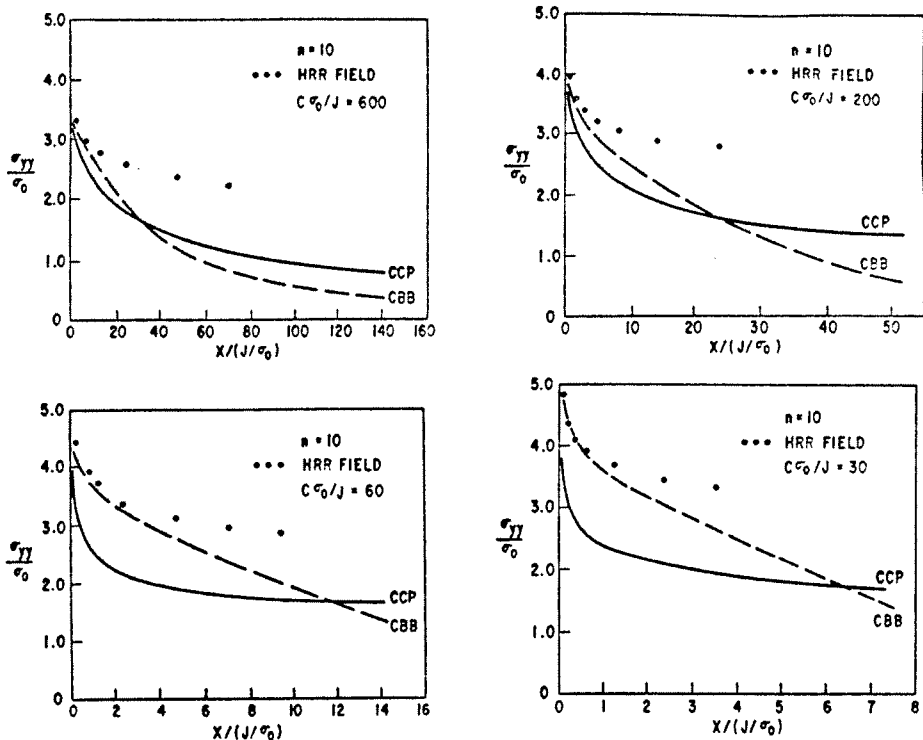 5.0
n = 10
4.0
••• HRR FIELD
Cσ₀/J = 600
3.0
σyy/σ₀
2.0
1.0
CCP
CBB
0
0 20 40 60 80 100 120 140 160
X/(J/σ₀)
5.0
n = 10
4.0
••• HRR FIELD
Cσ₀/J = 200
3.0
σyy/σ₀
2.0
CCP
1.0
CBB
0
0 10 20 30 40 50
X/(J/σ₀)
5.0
n = 10
••• HRR FIELD
4.0
Cσ₀/J = 60
3.0
σyy/σ₀
2.0
CCP
CBB
1.0
0
0 2 4 6 8 10 12 14 16
X/(J/σ₀)
5.0
n = 10
••• HRR FIELD
4.0
Cσ₀/J = 30
3.0
σyy/σ₀
2.0
CCP
CBB
1.0
0
0 1 2 3 4 5 6 7 8
X/(J/σ₀)